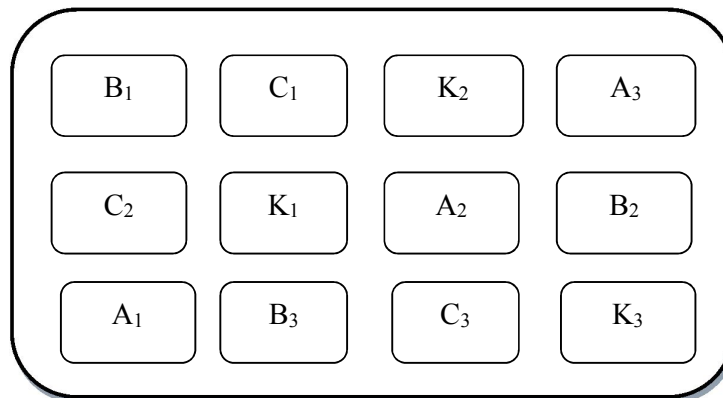 B₁ C₁ K₂ A₃
C₂ K₁ A₂ B₂
A₁ B₃ C₃ K₃